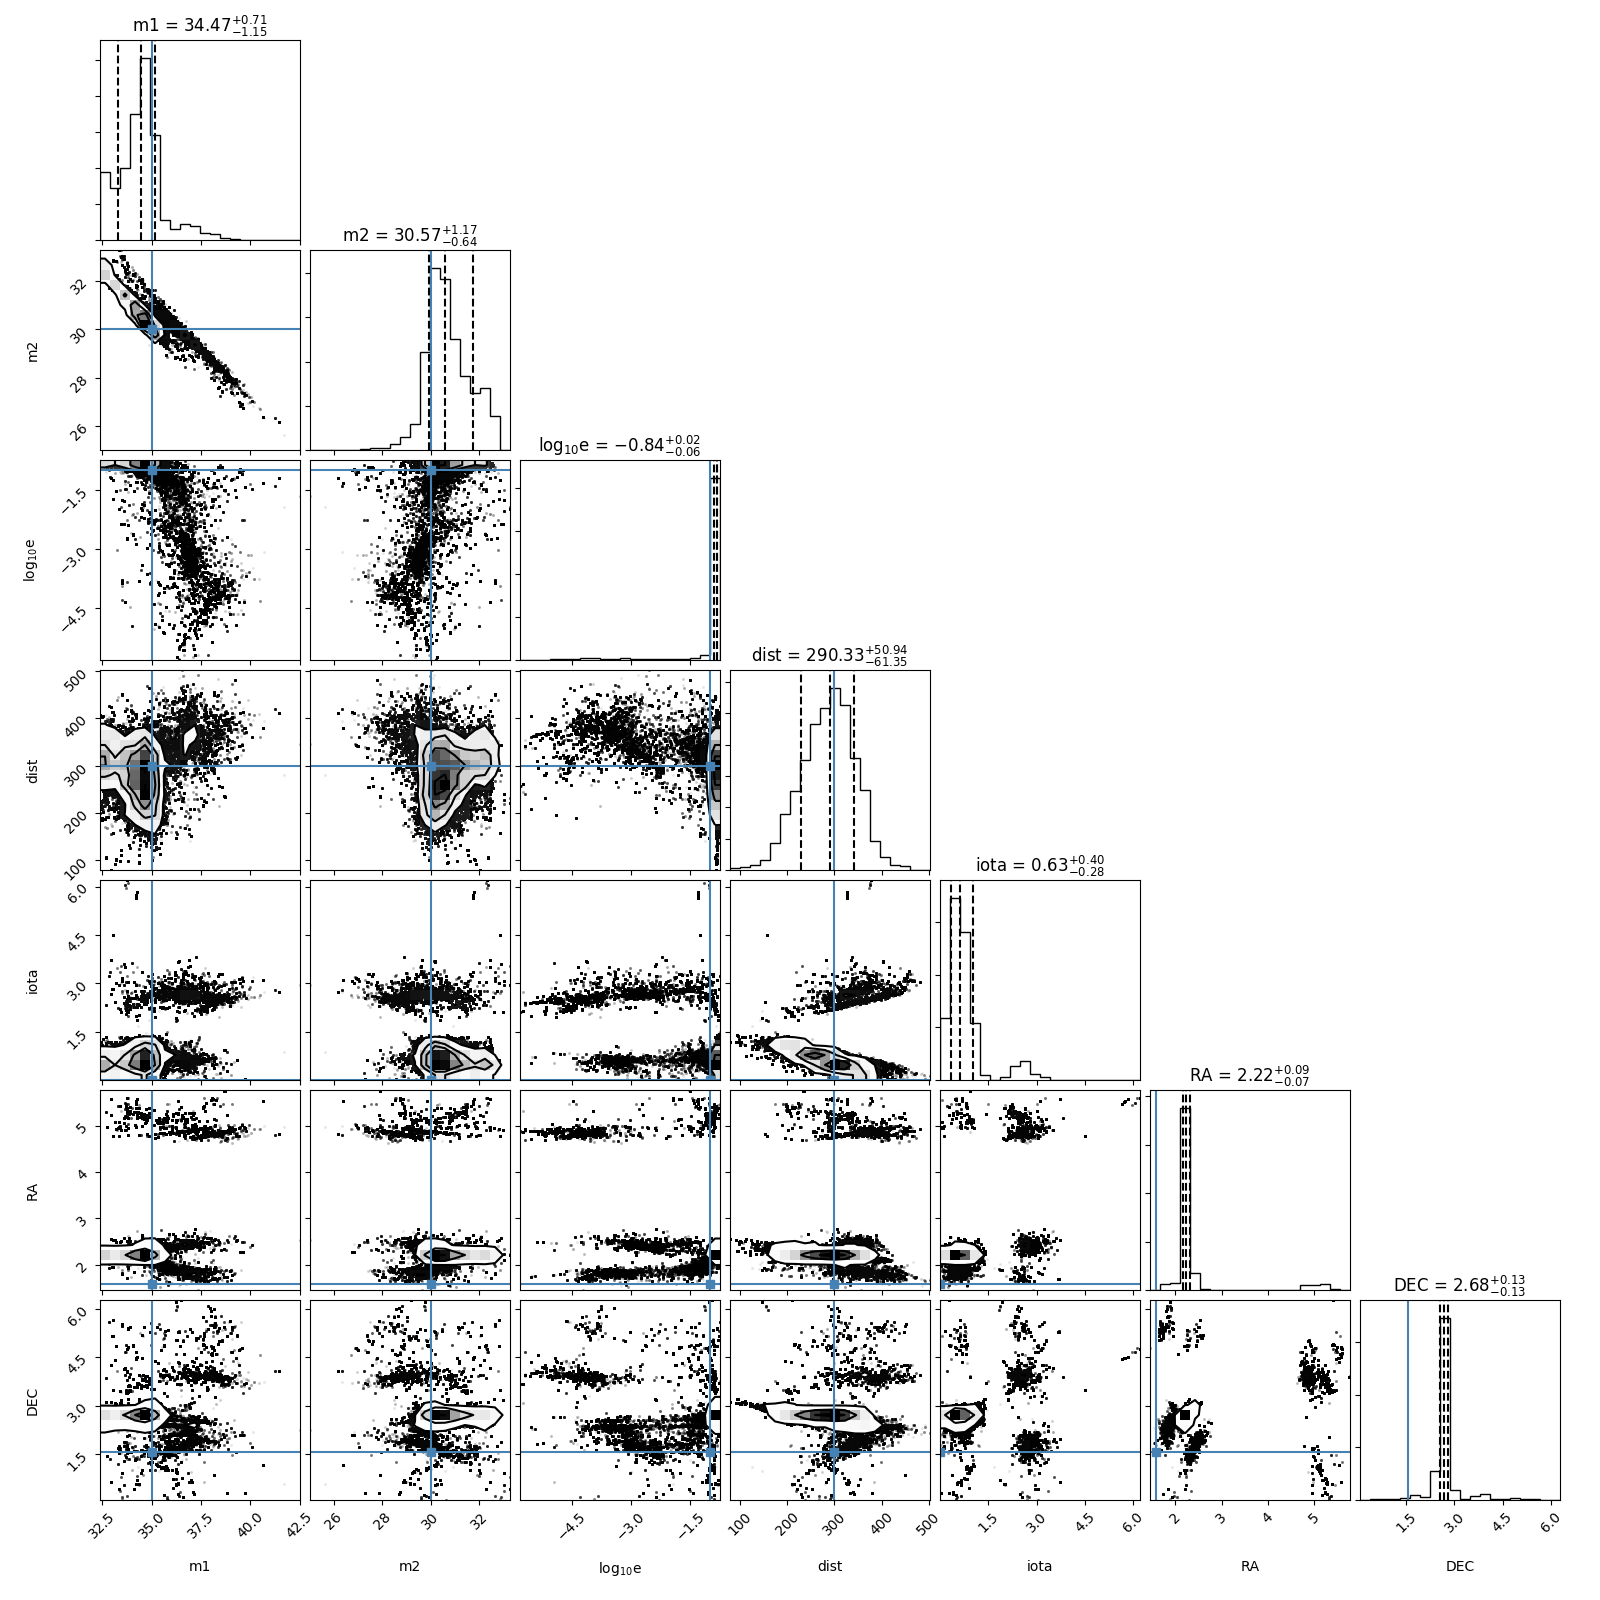 m1 = 34.47+0.71−1.15
m2 = 30.57+1.17−0.64
32
30
28
26
m2
log10e = −0.84+0.02−0.06
−1.5
−3.0
−4.5
log10e
dist = 290.33+50.94−61.35
500
400
300
200
100
dist
iota = 0.63+0.40−0.28
6.0
4.5
3.0
1.5
iota
RA = 2.22+0.09−0.07
5
4
3
2
RA
DEC = 2.68+0.13−0.13
6.0
4.5
3.0
1.5
DEC
32.5 35.0 37.5 40.0 42.5 26 28 30 32 −4.5 −3.0 −1.5 100 200 300 400 500 1.5 3.0 4.5 6.0 2 3 4 5 1.5 3.0 4.5 6.0
m1 m2 log10e dist iota RA DEC